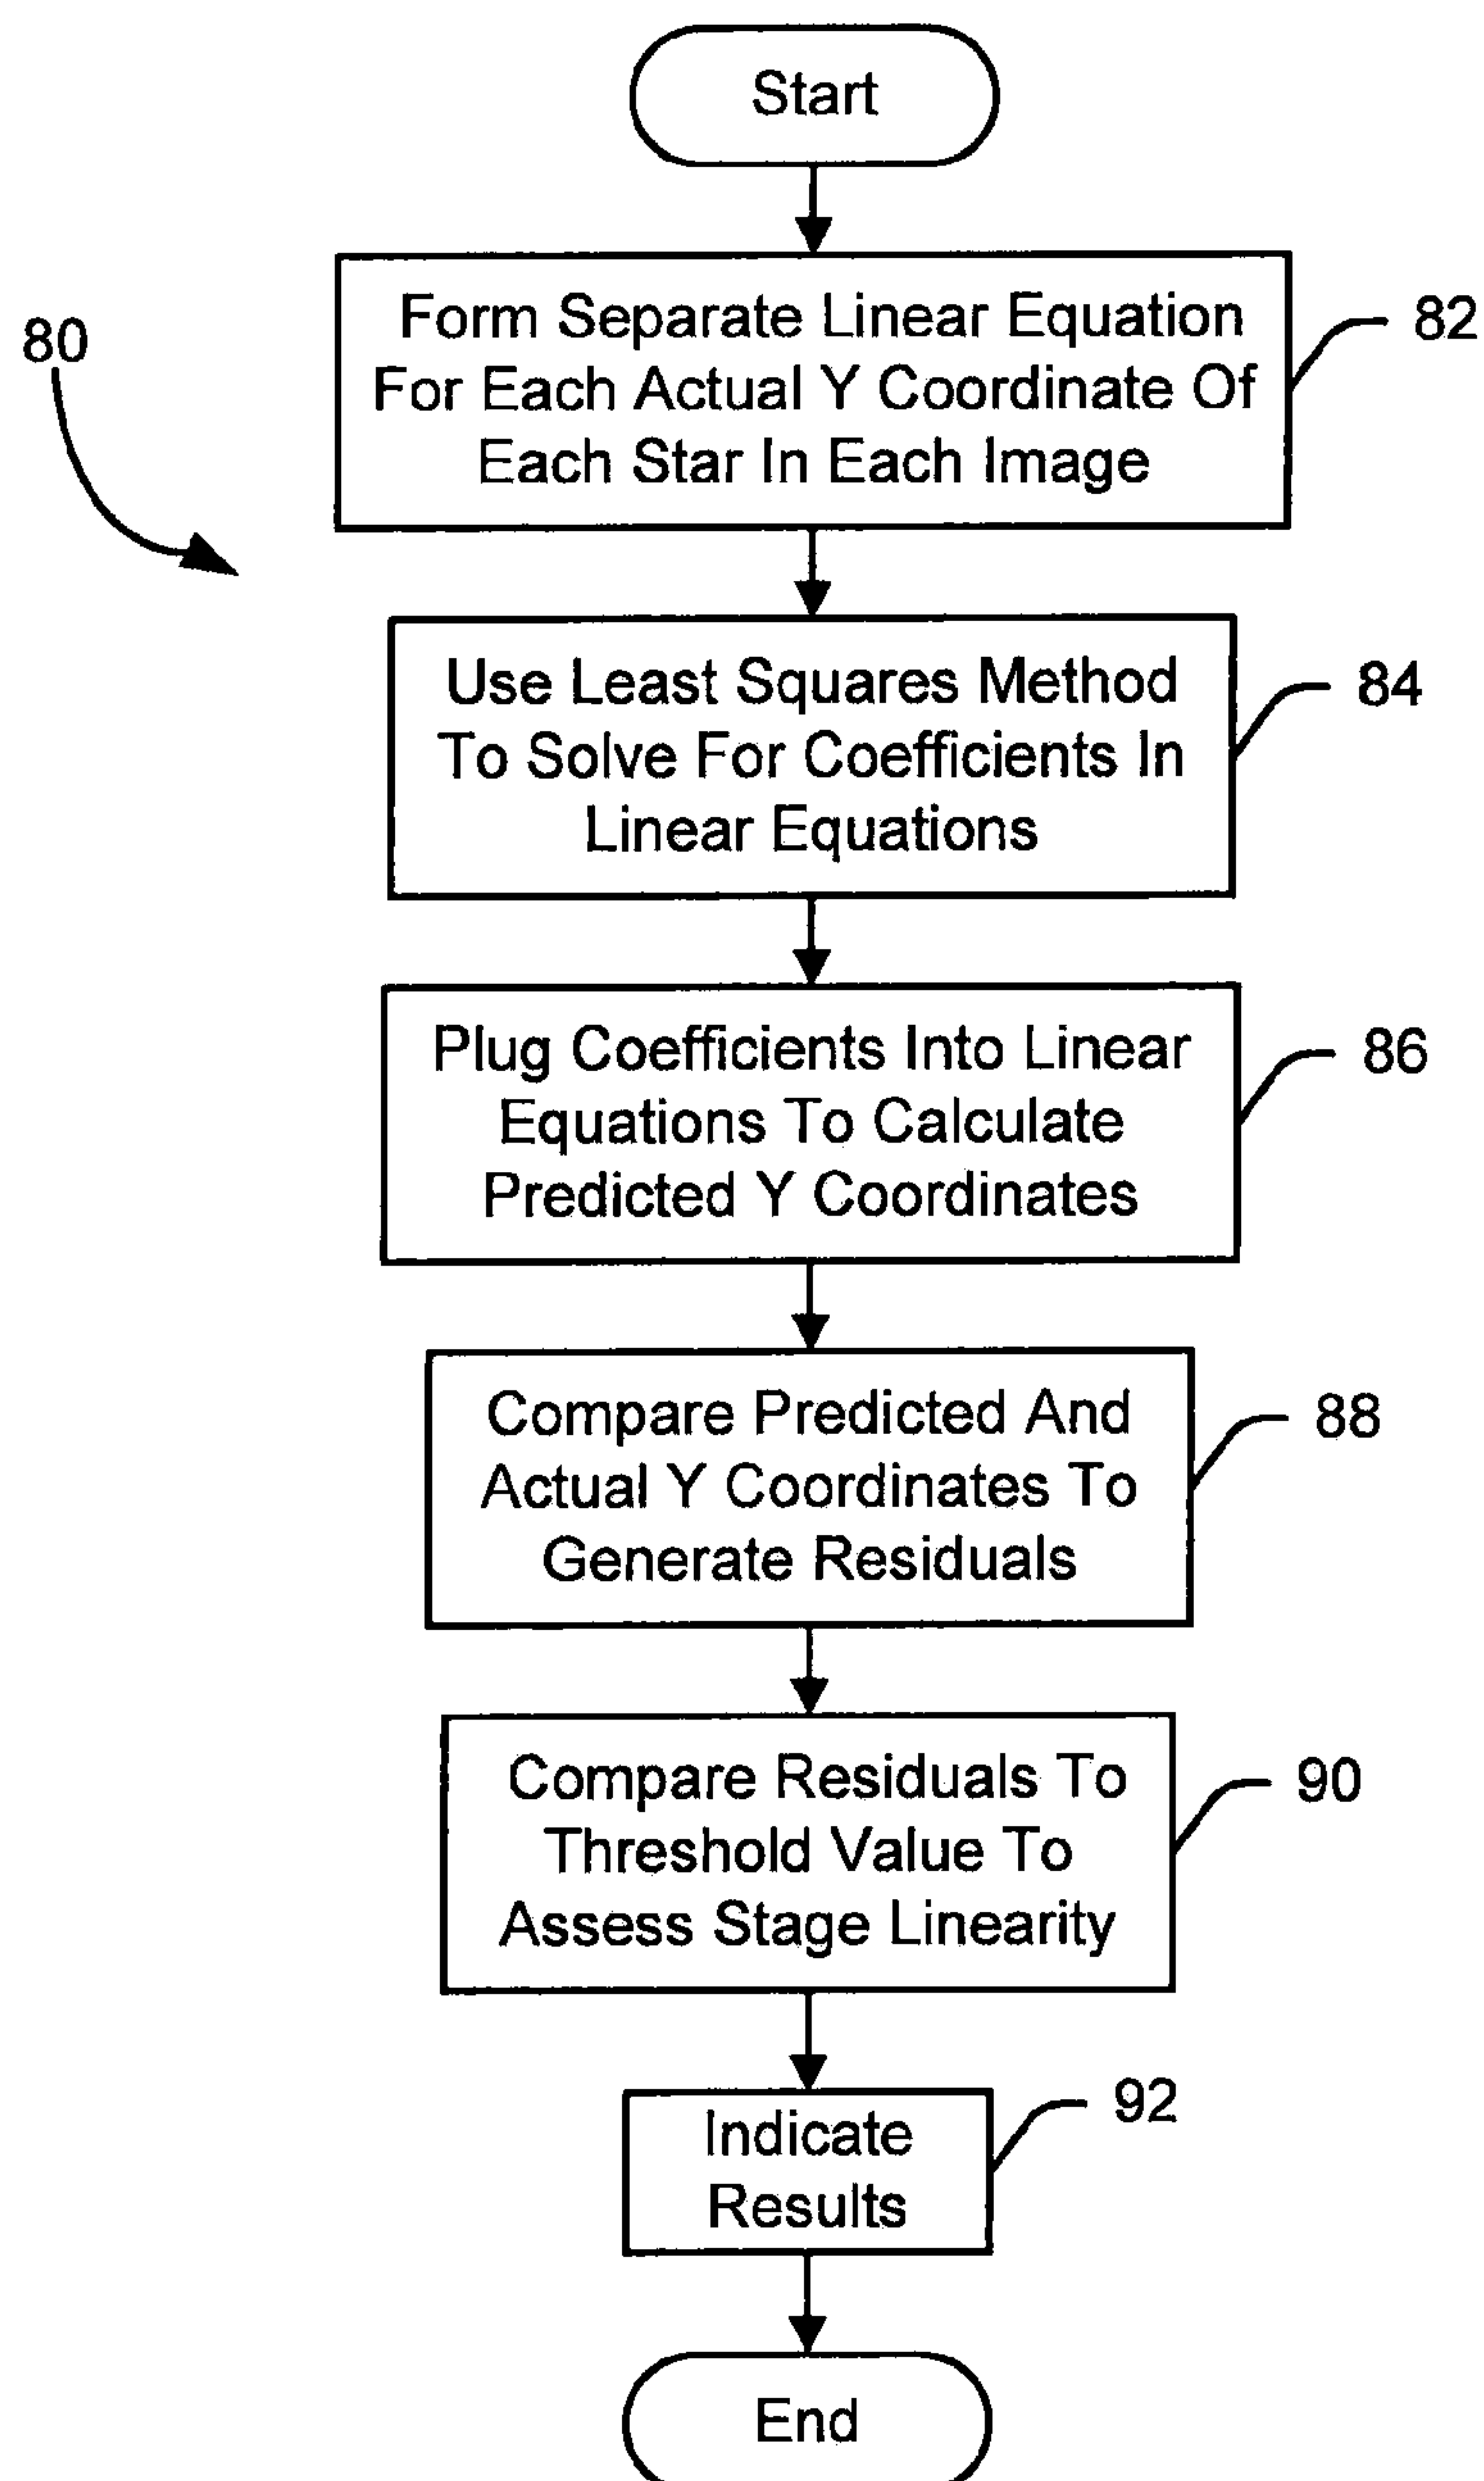 Start
80
Form Separate Linear Equation
For Each Actual Y Coordinate Of
Each Star In Each Image
82
Use Least Squares Method
To Solve For Coefficients In
Linear Equations
84
Plug Coefficients Into Linear
Equations To Calculate
Predicted Y Coordinates
86
Compare Predicted And
Actual Y Coordinates To
Generate Residuals
88
Compare Residuals To
Threshold Value To
Assess Stage Linearity
90
Indicate
Results
92
End